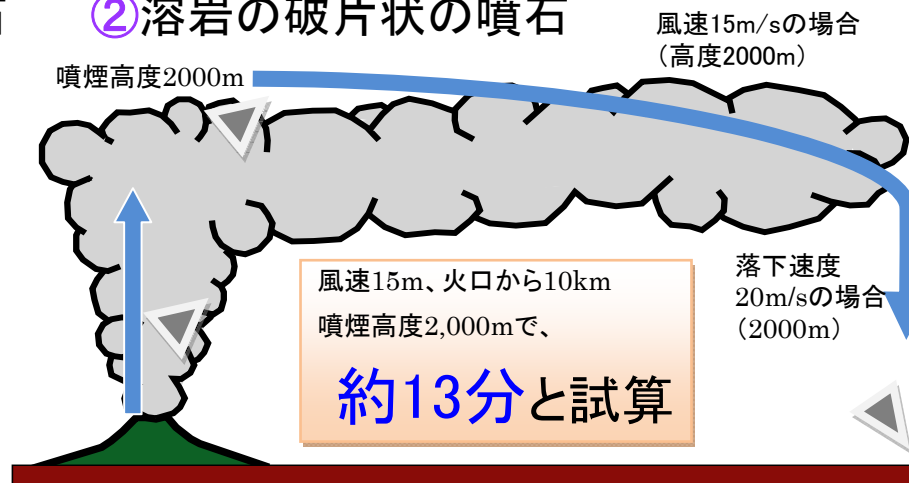 ②溶岩の破片状の噴石
風速15m/sの場合
（高度2000m）
噴煙高度2000m
風速15m、火口から10km
噴煙高度2,000mで、
約13分と試算
落下速度
20m/sの場合
（2000m）